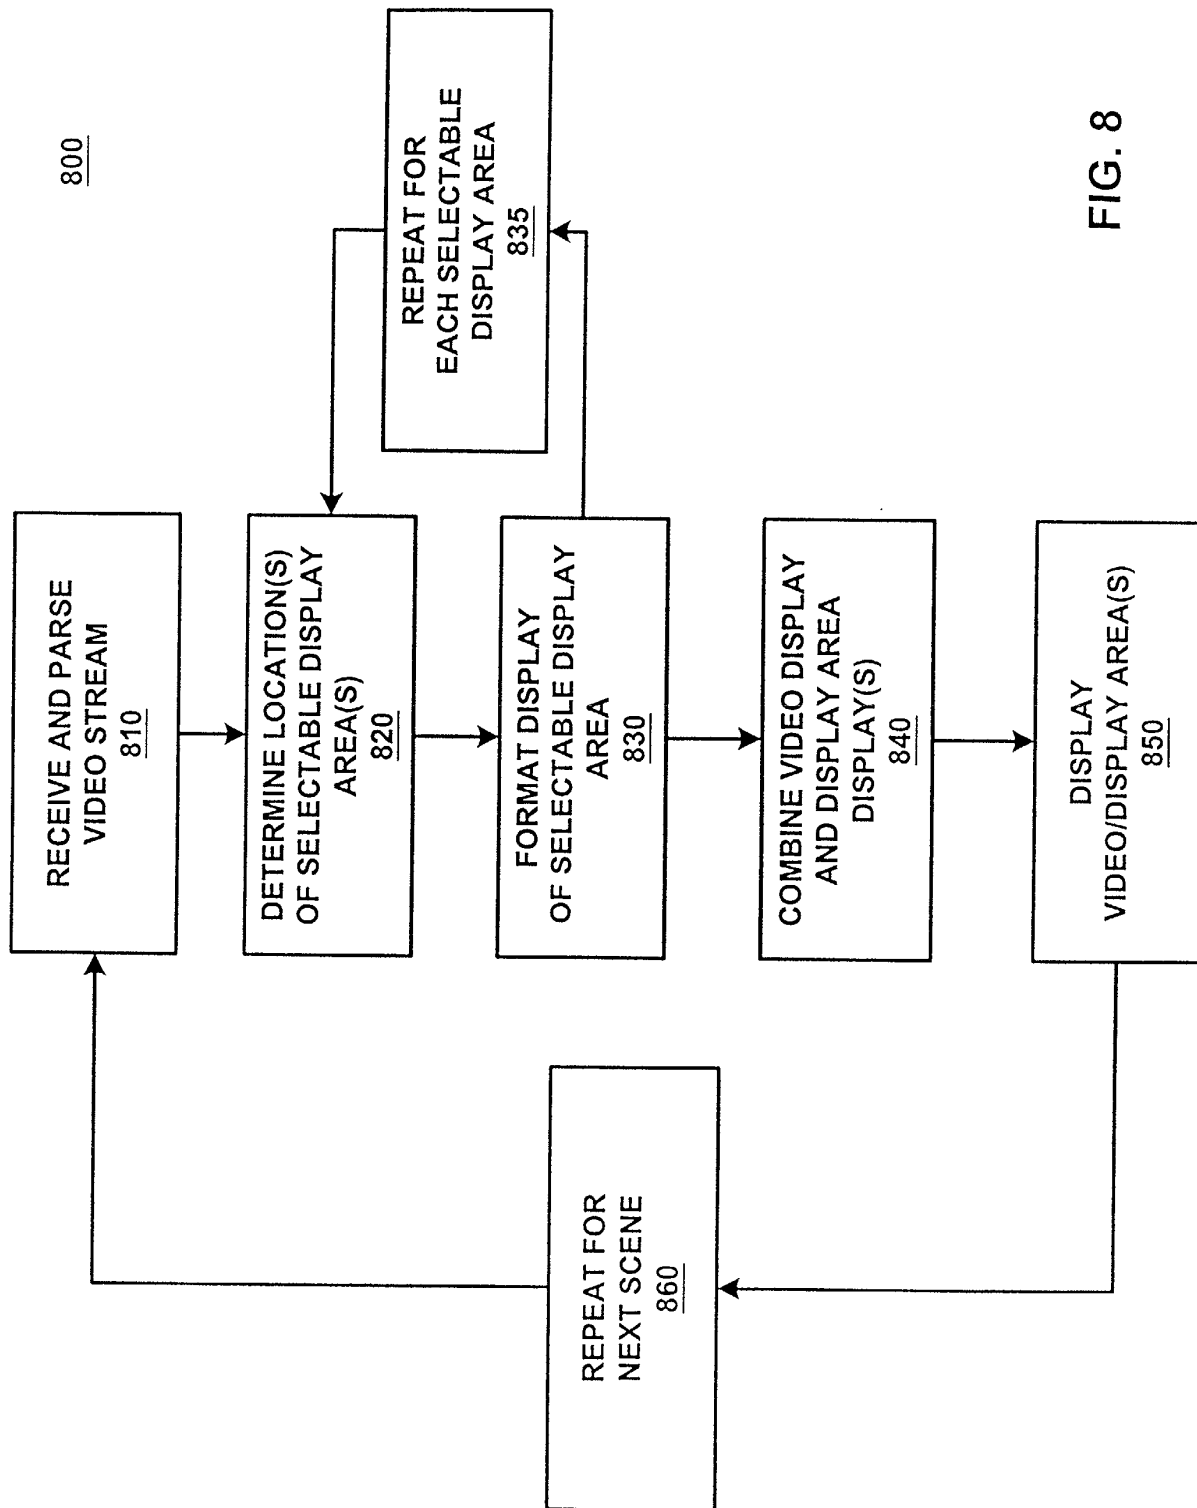 800
RECEIVE AND PARSE
VIDEO STREAM
810
DETERMINE LOCATION(S)
OF SELECTABLE DISPLAY
AREA(S)
820
REPEAT FOR
EACH SELECTABLE
DISPLAY AREA
835
FORMAT DISPLAY
OF SELECTABLE DISPLAY
AREA
830
COMBINE VIDEO DISPLAY
AND DISPLAY AREA
DISPLAY(S)
840
DISPLAY
VIDEO/DISPLAY AREA(S)
850
REPEAT FOR
NEXT SCENE
860
FIG. 8